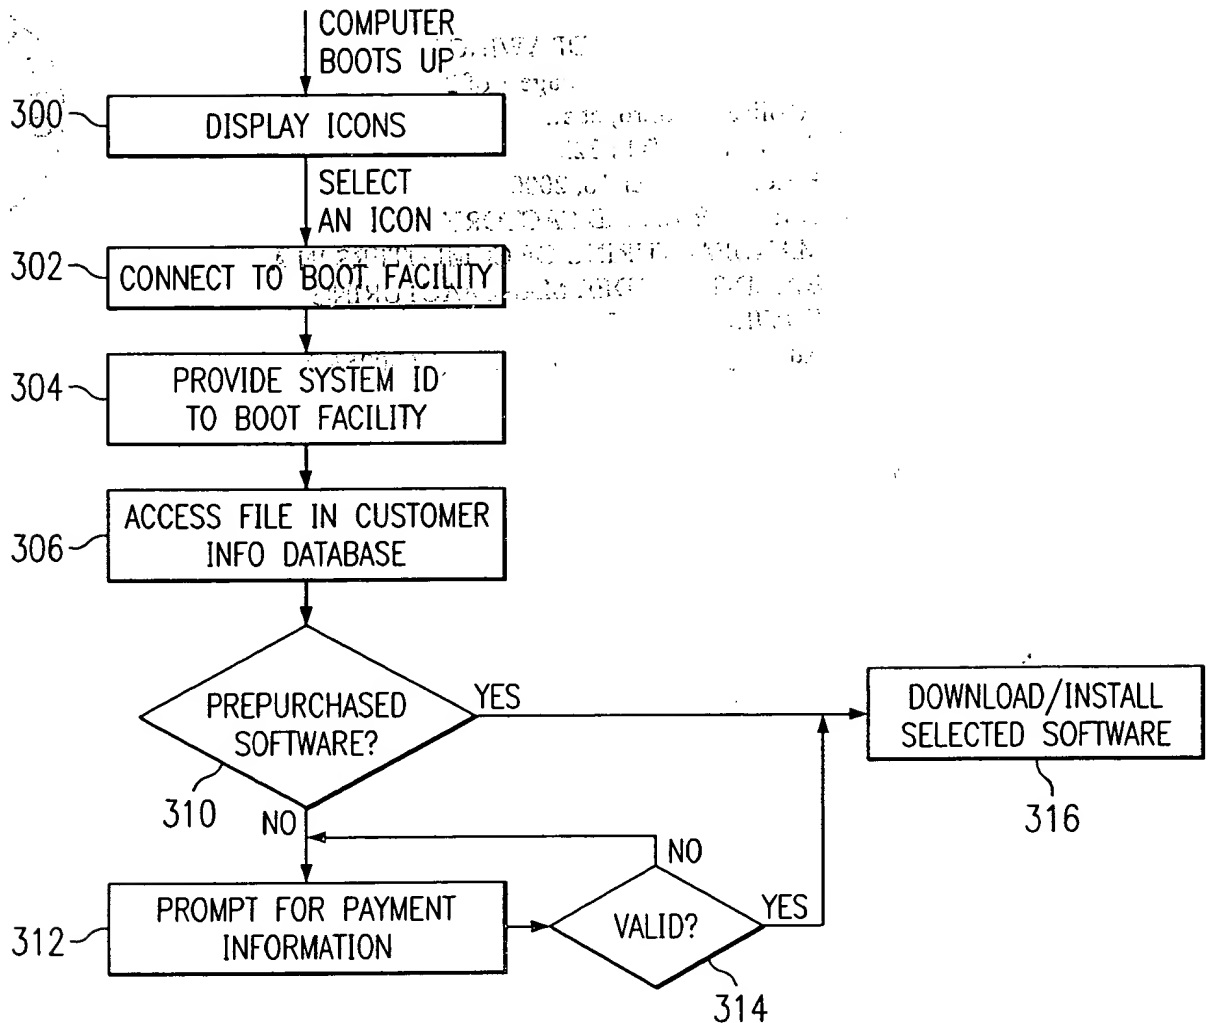 COMPUTER
BOOTS UP
300
DISPLAY ICONS
SELECT
AN ICON
302
CONNECT TO BOOT FACILITY
304
PROVIDE SYSTEM ID
TO BOOT FACILITY
306
ACCESS FILE IN CUSTOMER
INFO DATABASE
PREPURCHASED
SOFTWARE?
YES
310
NO
DOWNLOAD/INSTALL
SELECTED SOFTWARE
316
312
PROMPT FOR PAYMENT
INFORMATION
VALID?
NO
YES
314